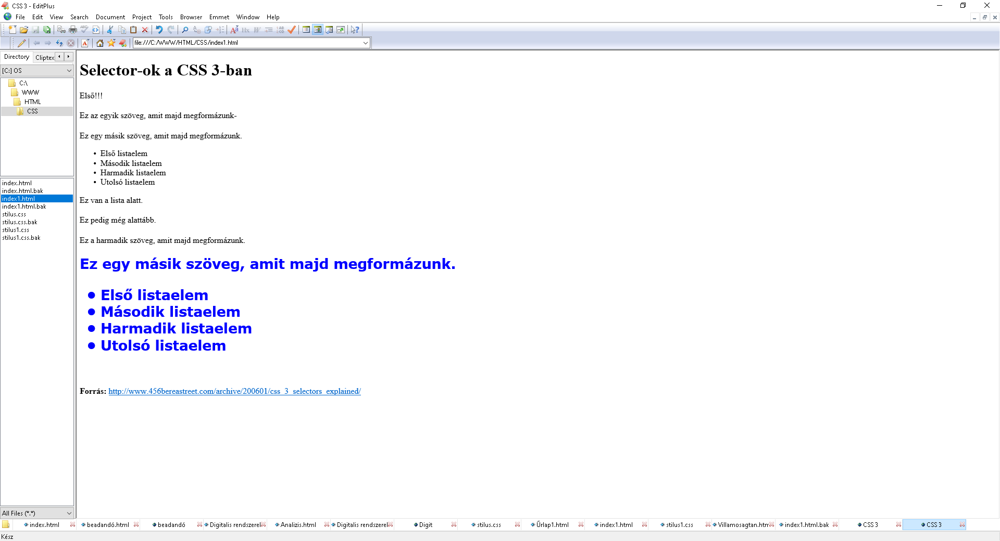 CSS 3 - EditPlus
File Edit View Search Document Project Tools Browser Emmet Window Help
file:///C:/WWW/HTML/CSS/index1.html
Directory Cliptex
[C:] OS
C:\
WWW
HTML
CSS
index.html
index.html.bak
index1.html
index1.html.bak
stilus.css
stilus.css.bak
stilus1.css
stilus1.css.bak
All Files (*.*)
Selector-ok a CSS 3-ban
Első!!!
Ez az egyik szöveg, amit majd megformázunk-
Ez egy másik szöveg, amit majd megformázunk.
• Első listaelem
• Második listaelem
• Harmadik listaelem
• Utolsó listaelem
Ez van a lista alatt.
Ez pedig még alattább.
Ez a harmadik szöveg, amit majd megformázunk.
Ez egy másik szöveg, amit majd megformázunk.
• Első listaelem
• Második listaelem
• Harmadik listaelem
• Utolsó listaelem
Forrás: http://www.456bereastreet.com/archive/200601/css_3_selectors_explained/
index.html beadandó.html beadandó Digitalis rendszerel Analizis.html Digitalis rendszerel Digit stilus.css Űrlap1.html index1.html stilus1.css Villamosagtan.htm index1.html.bak CSS 3 CSS 3
Kész